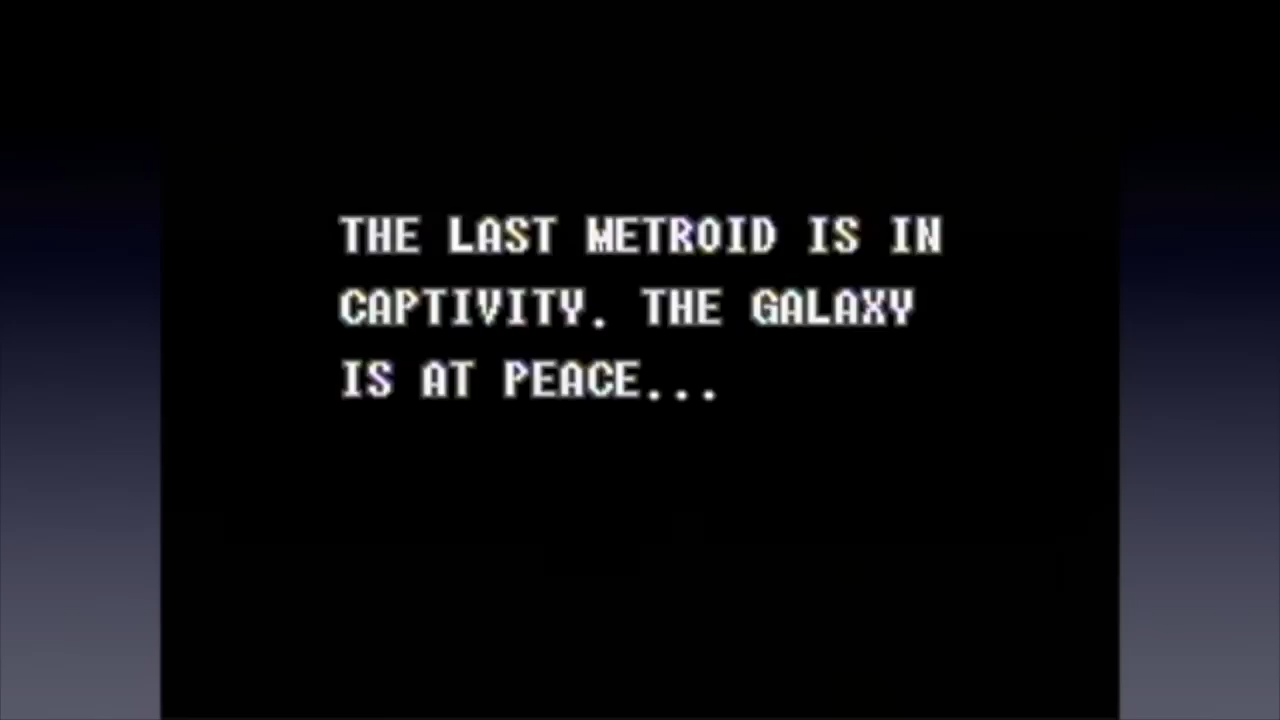 THE LAST METROID IS IN
CAPTIVITY. THE GALAXY
IS AT PEACE...